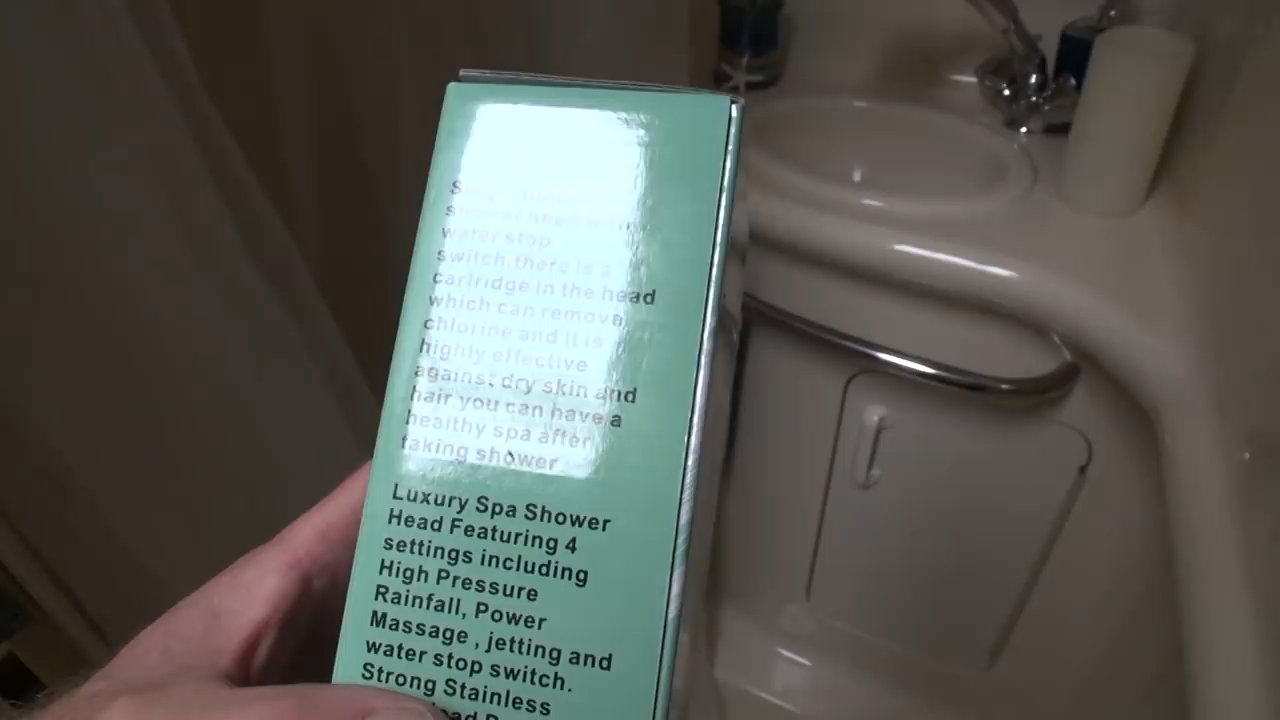 shower head with
water stop
switch,there is a
cartridge in the head
which can remova
chlorine and it is
highly effective
against dry skin and
hair.you can have a
healthy spa after
taking shower
Luxury Spa Shower
Head Featuring 4
settings including
High Pressure
Rainfall, Power
Massage , jetting and
water stop switch.
Strong Stainless